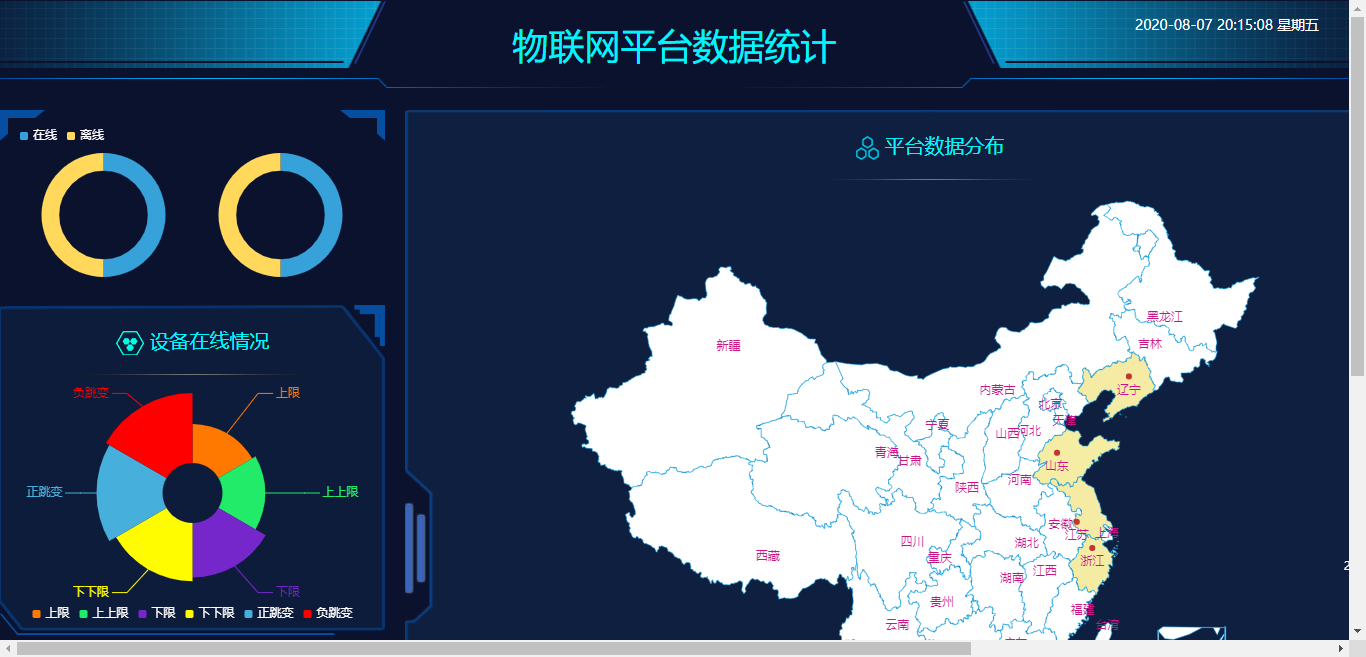 物联网平台数据统计
2020-08-07 20:15:08 星期五
在线 离线
平台数据分布
设备在线情况
负跳变
上限
正跳变
上上限
下下限
下限
上限 上上限 下限 下下限 正跳变 负跳变
黑龙江
吉林
新疆
辽宁
内蒙古
北京
天津
宁夏
山西
河北
青海
甘肃
山东
陕西
河南
安徽
江苏
上海
四川
湖北
重庆
西藏
浙江
湖南
江西
贵州
福建
云南
台湾
2